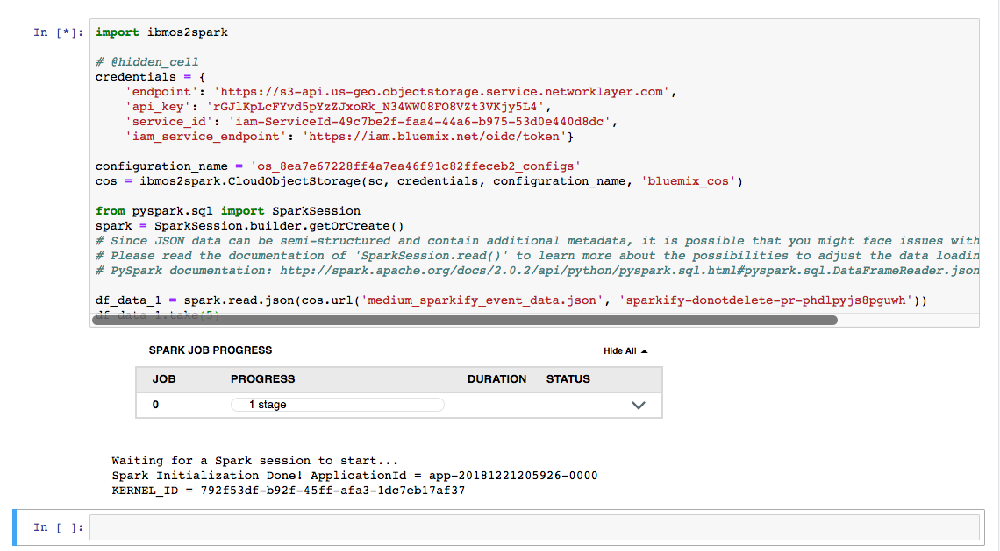 In [*]: import ibmos2spark
# @hidden_cell
credentials = {
'endpoint': 'https://s3-api.us-geo.objectstorage.service.networklayer.com',
'api_key': 'rGJlKpLcFYvd5pYzZJxoRk_N34WW08FO8VZt3VKjy5L4',
'service_id': 'iam-ServiceId-49c7be2f-faa4-44a6-b975-53d0e440d8dc',
'iam_service_endpoint': 'https://iam.bluemix.net/oidc/token'}
configuration_name = 'os_8ea7e67228ff4a7ea46f91c82ffeceb2_configs'
cos = ibmos2spark.CloudObjectStorage(sc, credentials, configuration_name, 'bluemix_cos')
from pyspark.sql import SparkSession
spark = SparkSession.builder.getOrCreate()
# Since JSON data can be semi-structured and contain additional metadata, it is possible that you might face issues with
# Please read the documentation of 'SparkSession.read()' to learn more about the possibilities to adjust the data loadin
# PySpark documentation: http://spark.apache.org/docs/2.0.2/api/python/pyspark.sql.html#pyspark.sql.DataFrameReader.json
df_data_1 = spark.read.json(cos.url('medium_sparkify_event_data.json', 'sparkify-donotdelete-pr-phdlpyjs8pguwh'))
df_data_1.take(5)
SPARK JOB PROGRESS Hide All
JOB PROGRESS DURATION STATUS
0 1 stage
Waiting for a Spark session to start...
Spark Initialization Done! ApplicationId = app-20181221205926-0000
KERNEL_ID = 792f53df-b92f-45ff-afa3-1dc7eb17af37
In [ ]: